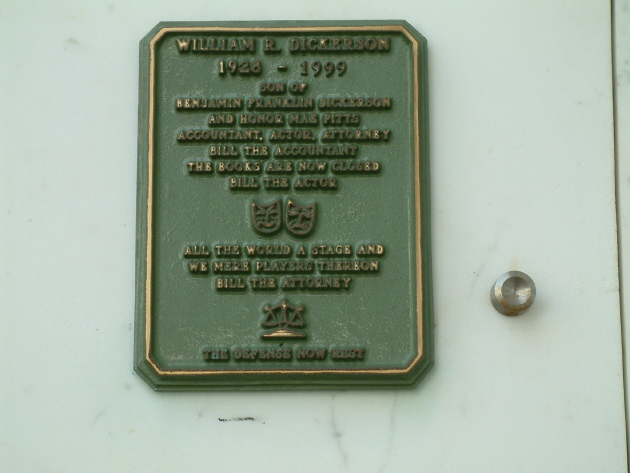 WILLIAM R. DICKERSON
1928 - 1999
SON OF
BENJAMIN FRANKLIN DICKERSON
AND HONOR MAE PITTS
ACCOUNTANT, ACTOR, ATTORNEY
BILL THE ACCOUNTANT
THE BOOKS ARE NOW CLOSED
BILL THE ACTOR
ALL THE WORLD A STAGE AND
WE MERE PLAYERS THEREON
BILL THE ATTORNEY
THE DEFENSE NOW REST